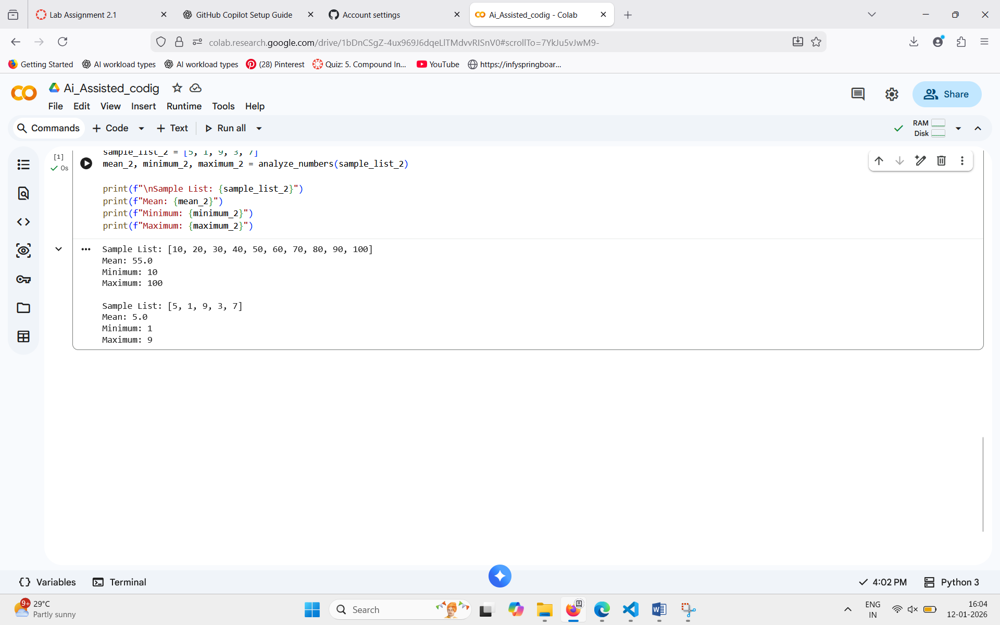 Lab Assignment 2.1
GitHub Copilot Setup Guide
Account settings
Ai_Assisted_codig - Colab
colab.research.google.com/drive/1bDnCSgZ-4ux969J6dqeLlTMdvvRISnV0#scrollTo=7YkJu5vJwM9-
Getting Started
AI workload types
AI workload types
(28) Pinterest
Quiz: 5. Compound In...
YouTube
https://infyspringboar...
Ai_Assisted_codig
File Edit View Insert Runtime Tools Help
Share
Commands
+ Code
+ Text
Run all
RAM
Disk
[1]
0s
sample_list_2 = [5, 1, 9, 3, 7]
mean_2, minimum_2, maximum_2 = analyze_numbers(sample_list_2)
print(f"\nSample List: {sample_list_2}")
print(f"Mean: {mean_2}")
print(f"Minimum: {minimum_2}")
print(f"Maximum: {maximum_2}")
Sample List: [10, 20, 30, 40, 50, 60, 70, 80, 90, 100]
Mean: 55.0
Minimum: 10
Maximum: 100
Sample List: [5, 1, 9, 3, 7]
Mean: 5.0
Minimum: 1
Maximum: 9
Variables
Terminal
4:02 PM
Python 3
9+
29°C
Partly sunny
Search
ENG
IN
16:04
12-01-2026